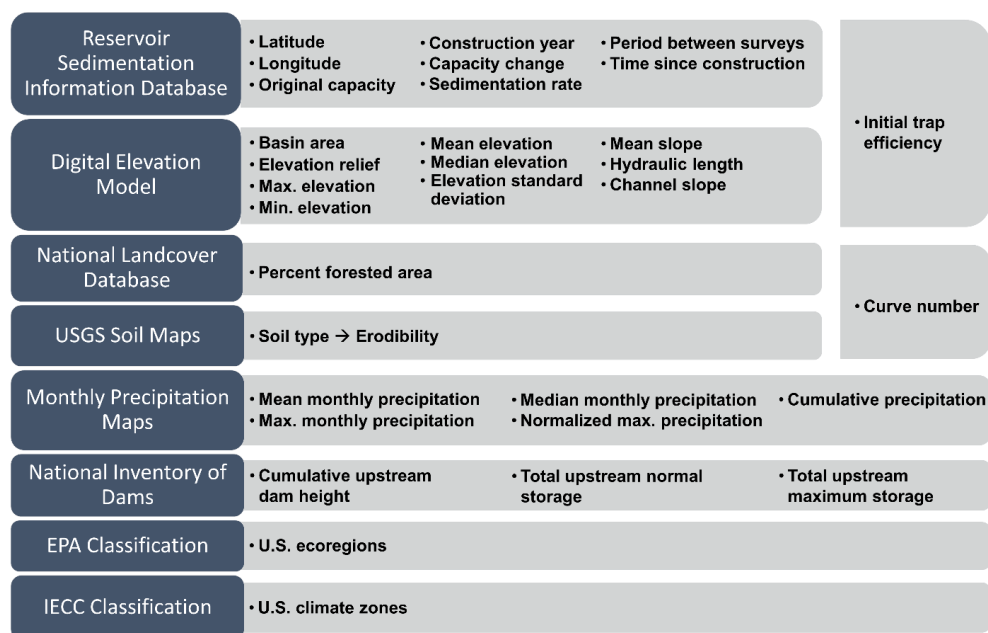 Reservoir
Sedimentation
Information Database
• Latitude
• Longitude
• Original capacity
• Construction year
• Capacity change
• Sedimentation rate
• Period between surveys
• Time since construction
• Initial trap
efficiency
Digital Elevation
Model
• Basin area
• Elevation relief
• Max. elevation
• Min. elevation
• Mean elevation
• Median elevation
• Elevation standard
deviation
• Mean slope
• Hydraulic length
• Channel slope
National Landcover
Database
• Percent forested area
• Curve number
USGS Soil Maps
• Soil type → Erodibility
Monthly Precipitation
Maps
• Mean monthly precipitation
• Max. monthly precipitation
• Median monthly precipitation
• Normalized max. precipitation
• Cumulative precipitation
National Inventory of
Dams
• Cumulative upstream
dam height
• Total upstream normal
storage
• Total upstream
maximum storage
EPA Classification
• U.S. ecoregions
IECC Classification
• U.S. climate zones